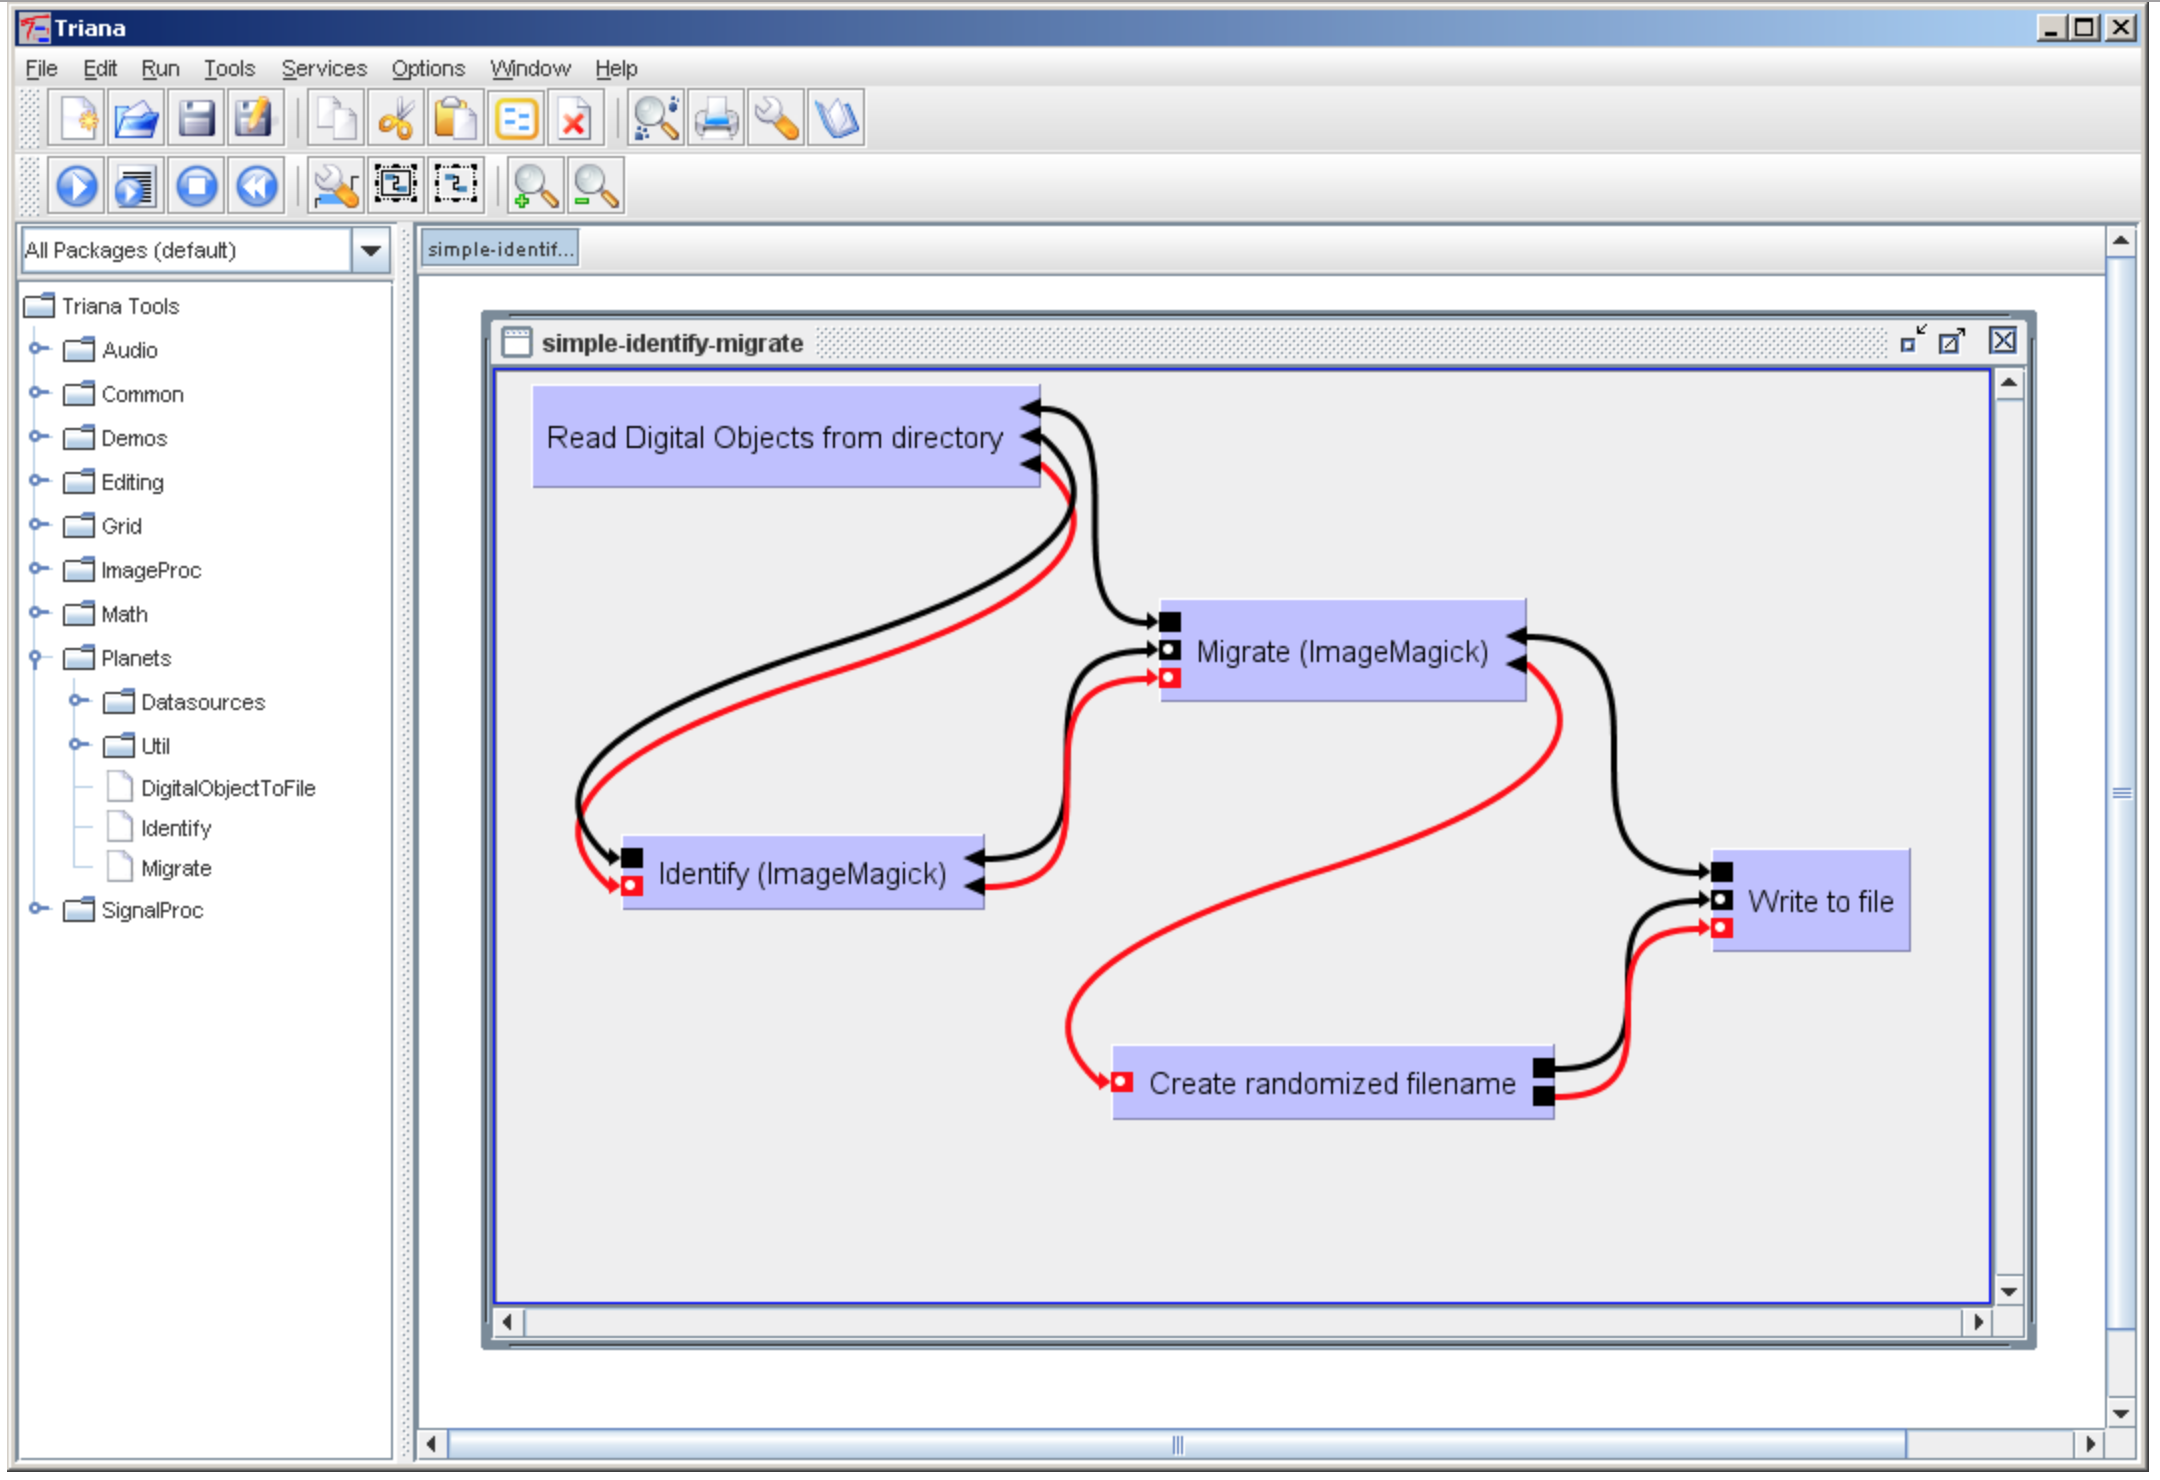 Triana
File Edit Run Tools Services Options Window Help
All Packages (default)
simple-identif...
Triana Tools
Audio
Common
Demos
Editing
Grid
ImageProc
Math
Planets
Datasources
Util
DigitalObjectToFile
Identify
Migrate
SignalProc
simple-identify-migrate
Read Digital Objects from directory
Migrate (ImageMagick)
Identify (ImageMagick)
Write to file
Create randomized filename